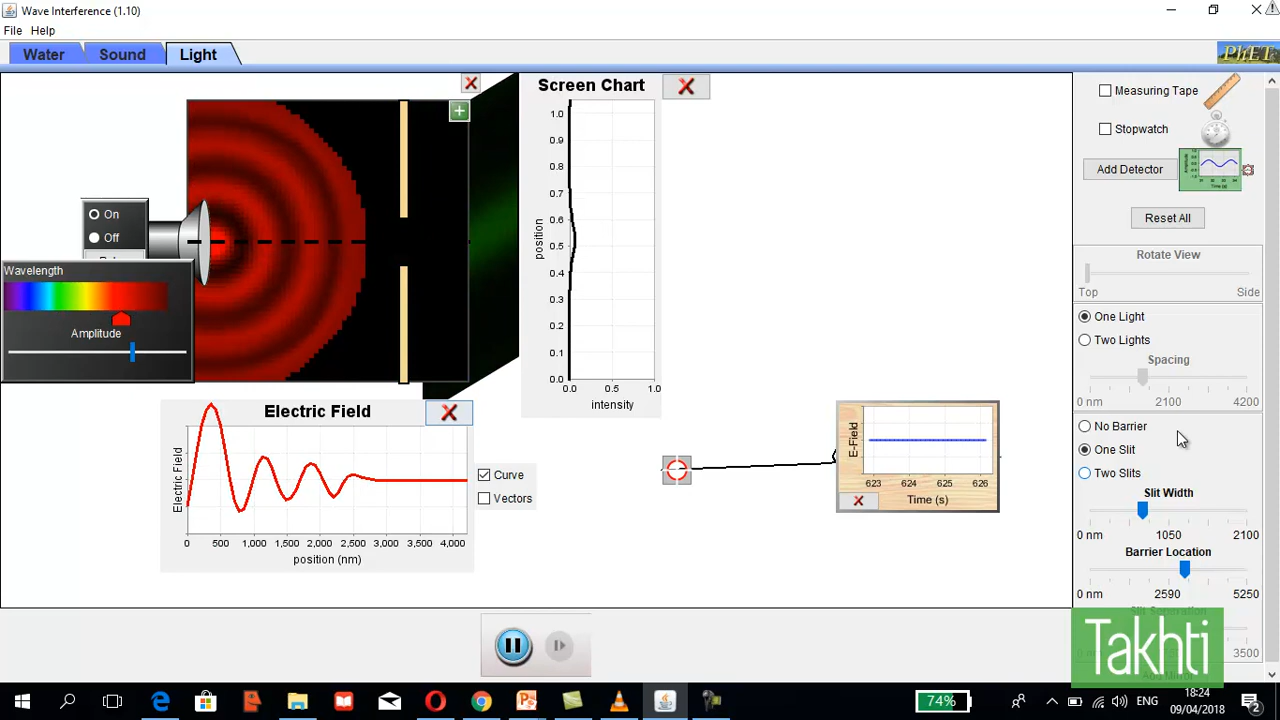 Wave Interference (1.10)
File Help
Water Sound Light
PhET
On
Off
Wavelength
Amplitude
Screen Chart
1.0
0.9
0.8
0.7
0.6
0.5
0.4
0.3
0.2
0.1
0.0
position
0.0 0.5 1.0
intensity
Electric Field
Electric Field
0 500 1,000 1,500 2,000 2,500 3,000 3,500 4,000
position (nm)
Curve
Vectors
E-Field
623 624 625 626
Time (s)
Measuring Tape
Stopwatch
Add Detector
Reset All
Rotate View
Top Side
One Light
Two Lights
Spacing
0 nm 2100 4200
No Barrier
One Slit
Two Slits
Slit Width
0 nm 1050 2100
Barrier Location
0 nm 2590 5250
Takhti
3500
74%
ENG
18:24
09/04/2018
2